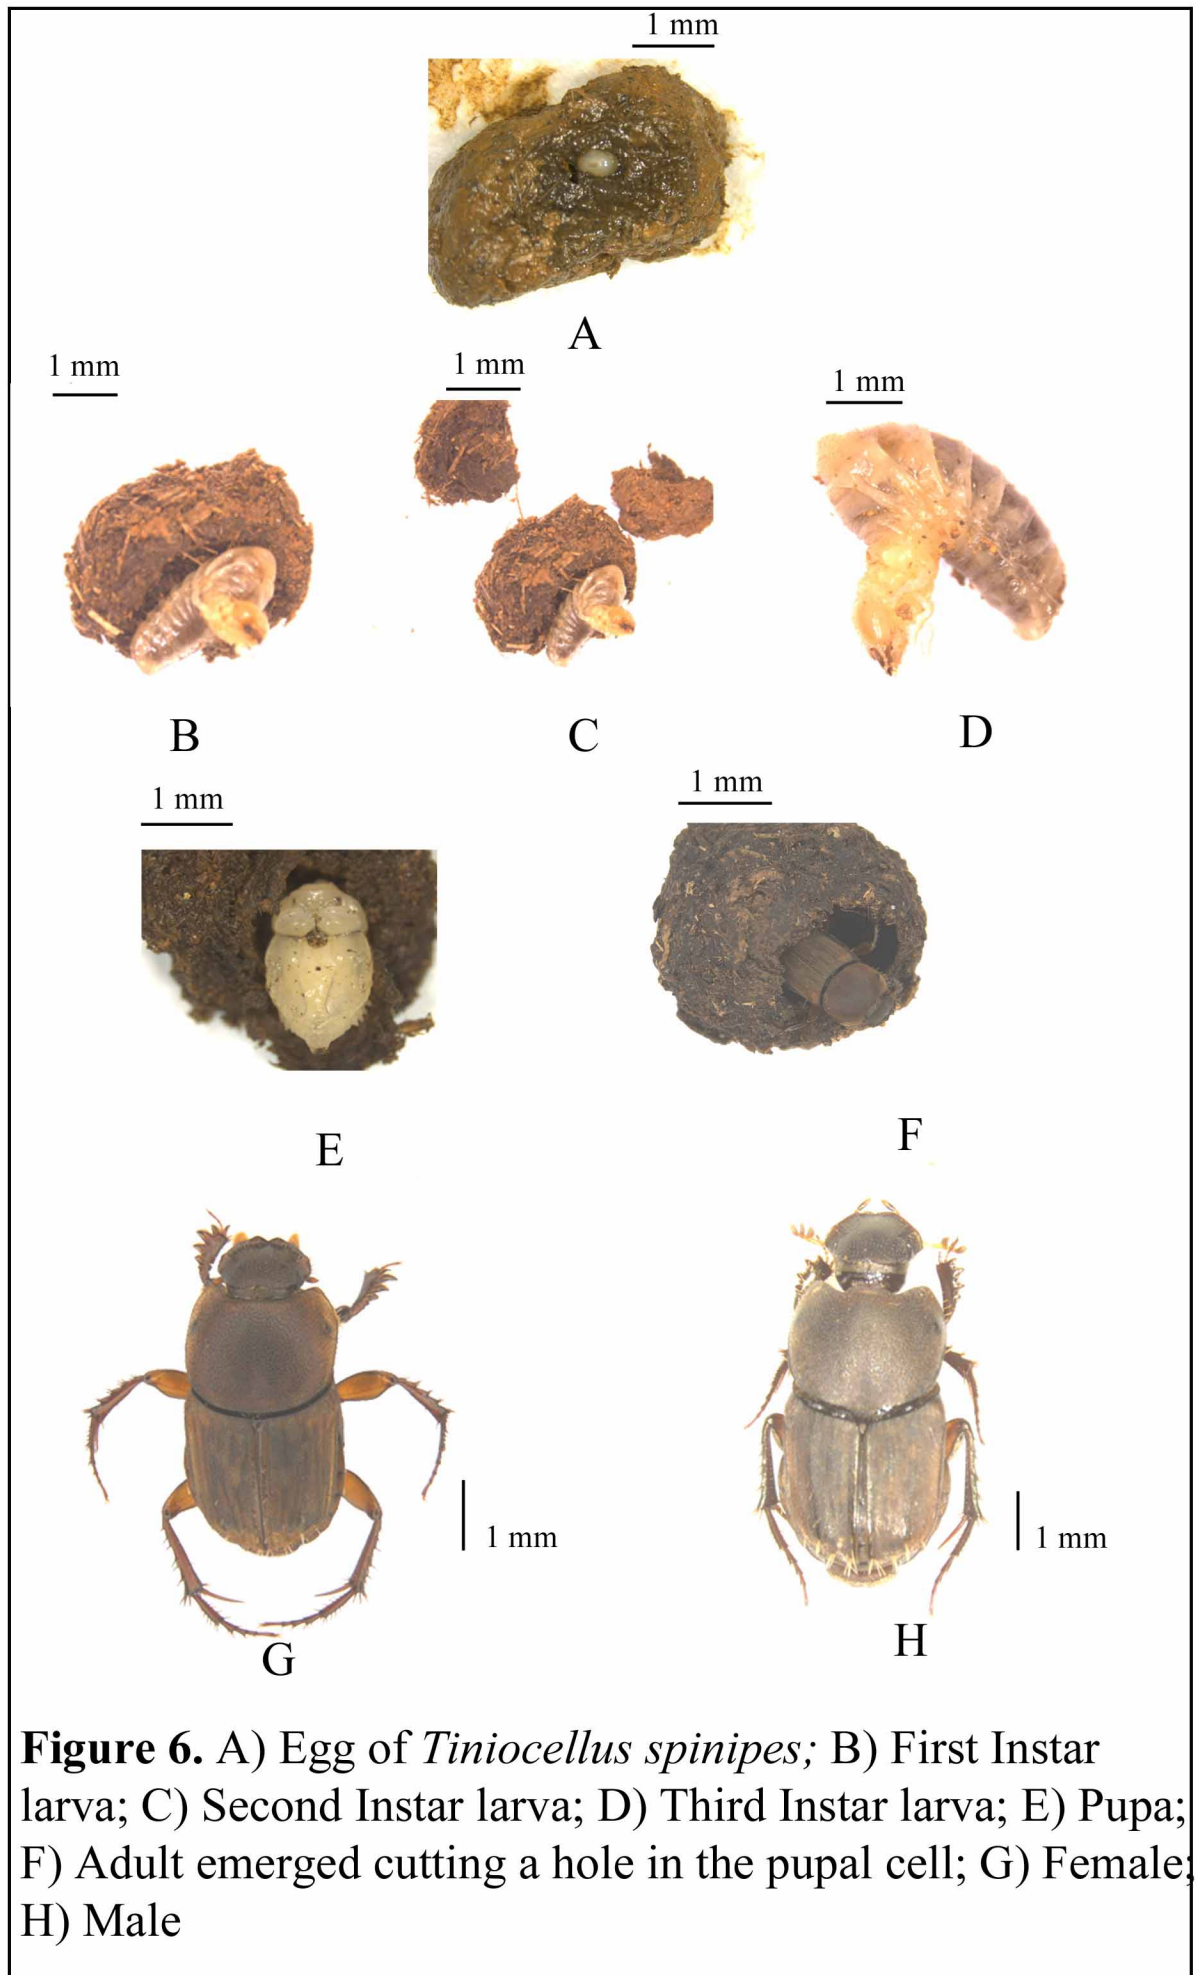 1 mm
A
1 mm
1 mm
1 mm
B
C
D
1 mm
1 mm
E
F
1 mm
1 mm
G
H
Figure 6. A) Egg of Tiniocellus spinipes; B) First Instar
larva; C) Second Instar larva; D) Third Instar larva; E) Pupa;
F) Adult emerged cutting a hole in the pupal cell; G) Female;
H) Male